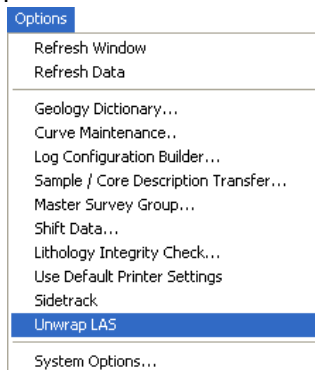 Options
Refresh Window
Refresh Data
Geology Dictionary...
Curve Maintenance..
Log Configuration Builder...
Sample / Core Description Transfer...
Master Survey Group...
Shift Data...
Lithology Integrity Check...
Use Default Printer Settings
Sidetrack
Unwrap LAS
System Options...